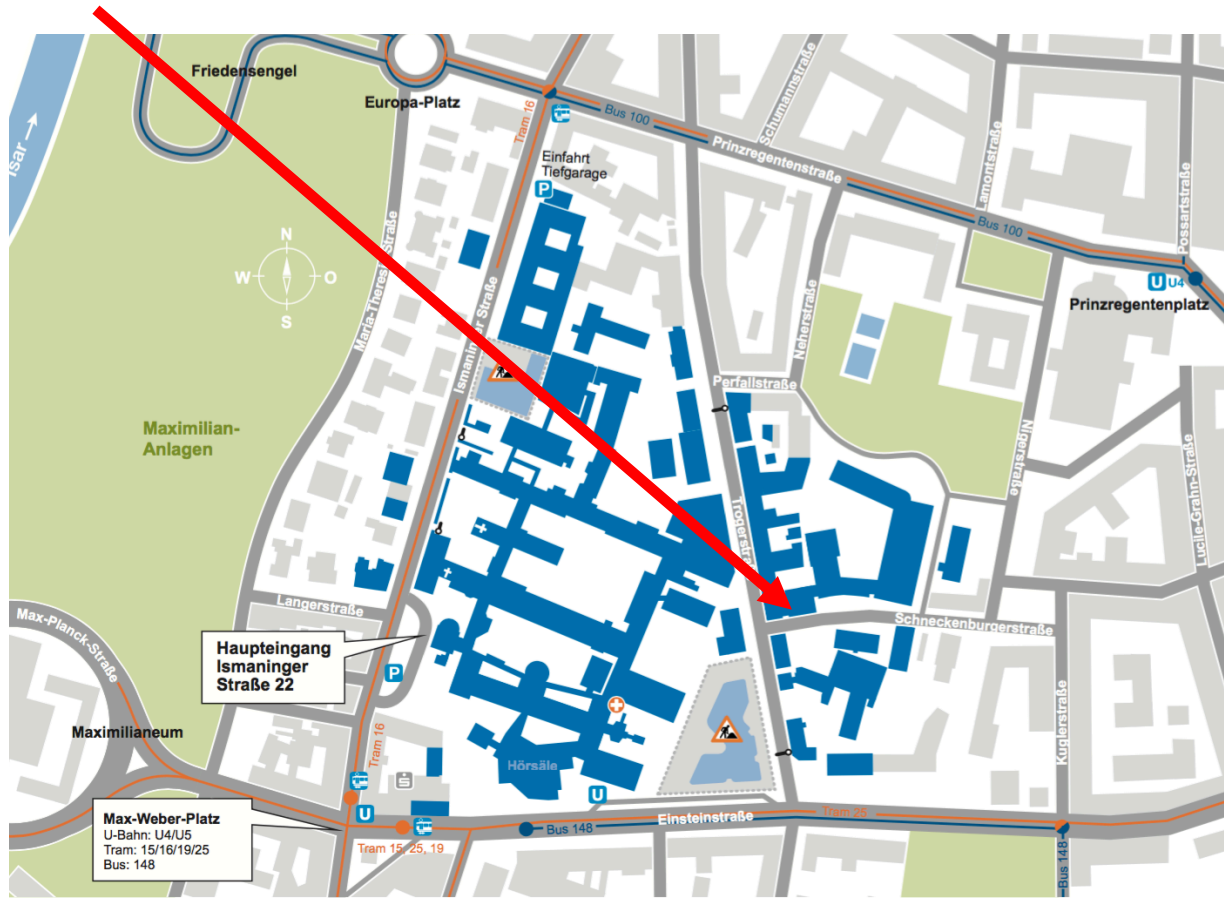 Friedensengel
Europa-Platz
Isar →
Tram 16
Bus 100
Prinzregentenstraße
Schumannstraße
Lamontstraße
Possartstraße
Einfahrt
Tiefgarage
P
N
W
O
S
Maria-Theresia-Straße
Ismaninger Straße
Neherstraße
Bus 100
U U4
Prinzregentenplatz
Perfallstraße
Maximilian-
Anlagen
Nigerstraße
Lucile-Grahn-Straße
Trogerstraße
Langerstraße
Max-Planck-Straße
Schneckenburgerstraße
Haupteingang
Ismaninger
Straße 22
P
Kuglerstraße
Maximilianeum
Tram 16
Hörsäle
S
U
U
Max-Weber-Platz
U-Bahn: U4/U5
Tram: 15/16/19/25
Bus: 148
Einsteinstraße
Tram 25
Bus 148
Tram 15, 25, 19
Bus 148